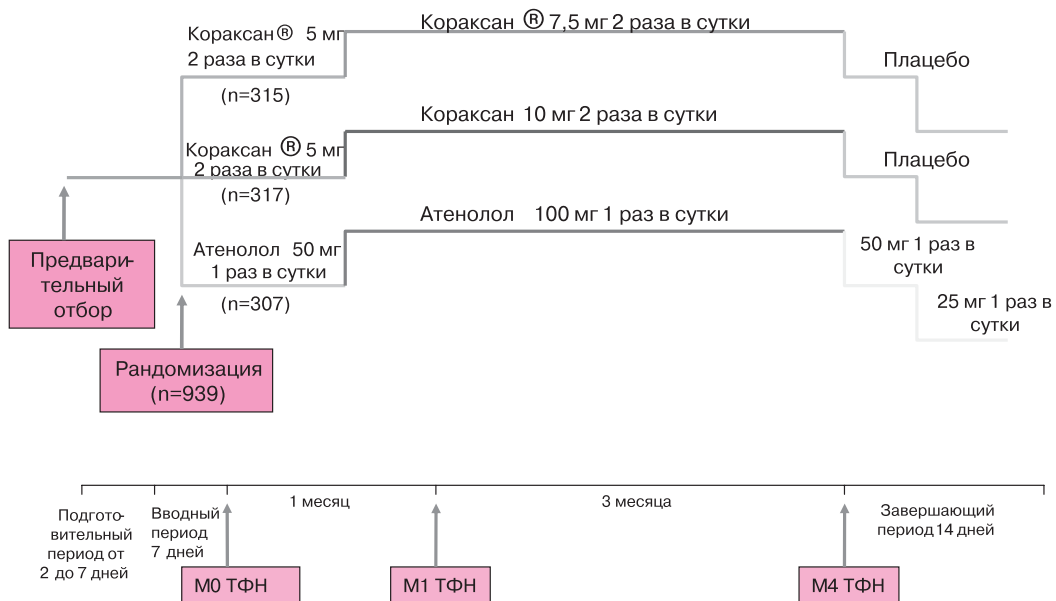 Кораксан® 5 мг
2 раза в сутки
(n=315)
Кораксан ® 7,5 мг 2 раза в сутки
Плацебо
Кораксан ® 5 мг
2 раза в сутки
(n=317)
Кораксан 10 мг 2 раза в сутки
Плацебо
Атенолол 50 мг
1 раз в сутки
(n=307)
Атенолол 100 мг 1 раз в сутки
50 мг 1 раз в
сутки
25 мг 1 раз в
сутки
Предвари-
тельный
отбор
Рандомизация
(n=939)
1 месяц
3 месяца
Подгото-
вительный
период от
2 до 7 дней
Вводный
период
7 дней
Завершающий
период 14 дней
М0 ТФН
М1 ТФН
М4 ТФН